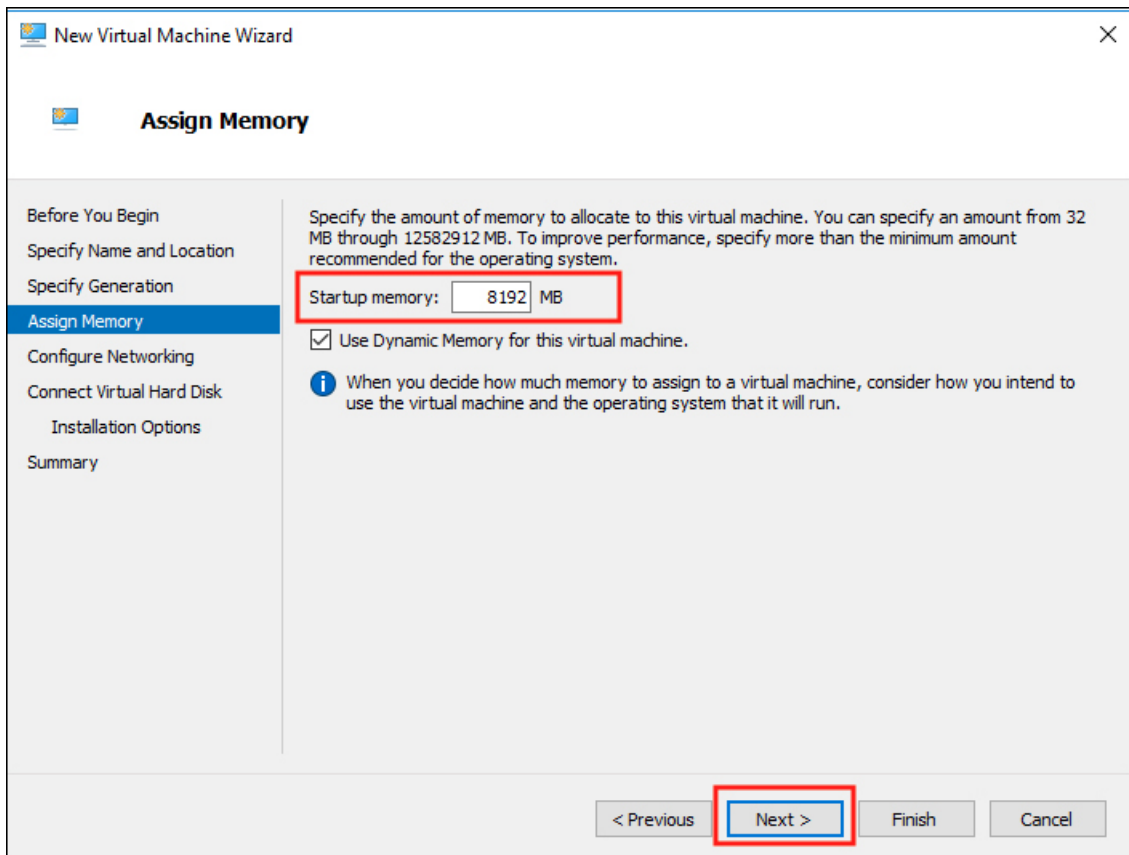 New Virtual Machine Wizard
Assign Memory
Before You Begin
Specify Name and Location
Specify Generation
Assign Memory
Configure Networking
Connect Virtual Hard Disk
Installation Options
Summary
Specify the amount of memory to allocate to this virtual machine. You can specify an amount from 32
MB through 12582912 MB. To improve performance, specify more than the minimum amount
recommended for the operating system.
Startup memory: 8192 MB
Use Dynamic Memory for this virtual machine.
When you decide how much memory to assign to a virtual machine, consider how you intend to
use the virtual machine and the operating system that it will run.
< Previous Next > Finish Cancel